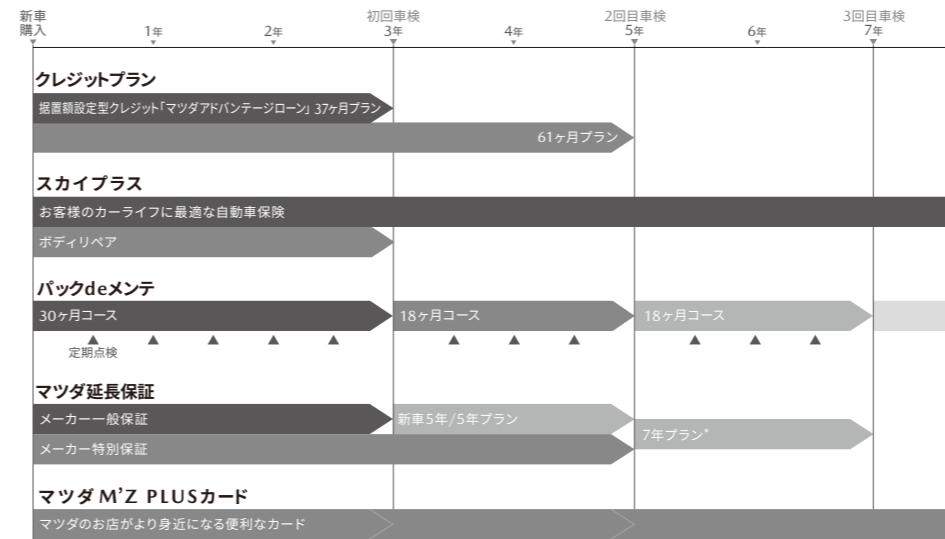 新車
購入
1年
2年
初回車検
3年
4年
2回目車検
5年
6年
3回目車検
7年
クレジットプラン
据置額設定型クレジット「マツダアドバンテージローン」 37ヶ月プラン
61ヶ月プラン
スカイプラス
お客様のカーライフに最適な自動車保険
ボディリペア
パックdeメンテ
30ヶ月コース
18ヶ月コース
18ヶ月コース
定期点検
マツダ延長保証
メーカー一般保証
新車5年/5年プラン
7年プラン*
メーカー特別保証
マツダ M’Z PLUSカード
マツダのお店がより身近になる便利なカード